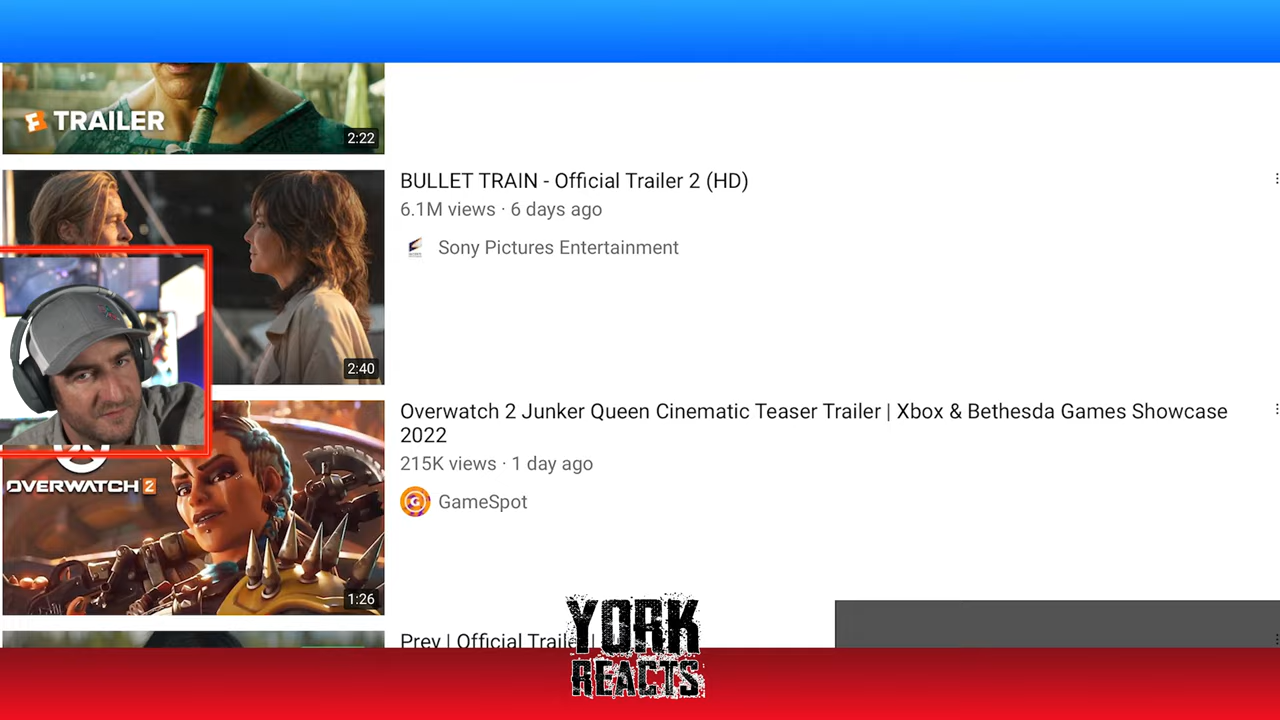 TRAILER
2:22
BULLET TRAIN - Official Trailer 2 (HD)
6.1M views · 6 days ago
Sony Pictures Entertainment
2:40
Overwatch 2 Junker Queen Cinematic Teaser Trailer | Xbox & Bethesda Games Showcase
2022
215K views · 1 day ago
GameSpot
OVERWATCH 2
1:26
Prey | Official Trailer |
YORK
REACTS